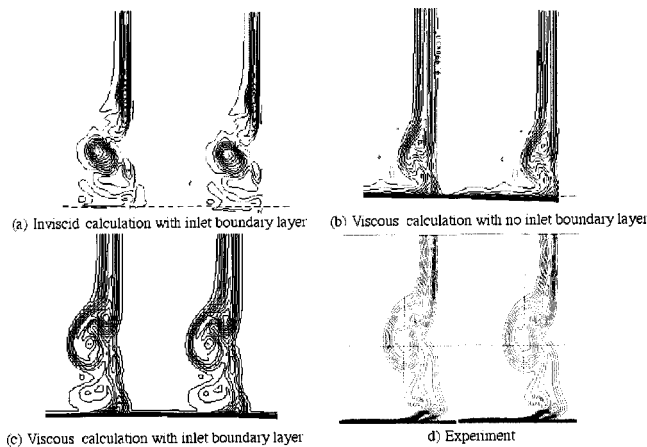 (a) Inviscid calculation with inlet boundary layer
(b) Viscous calculation with no inlet boundary layer
(c) Viscous calculation with inlet boundary layer
d) Experiment